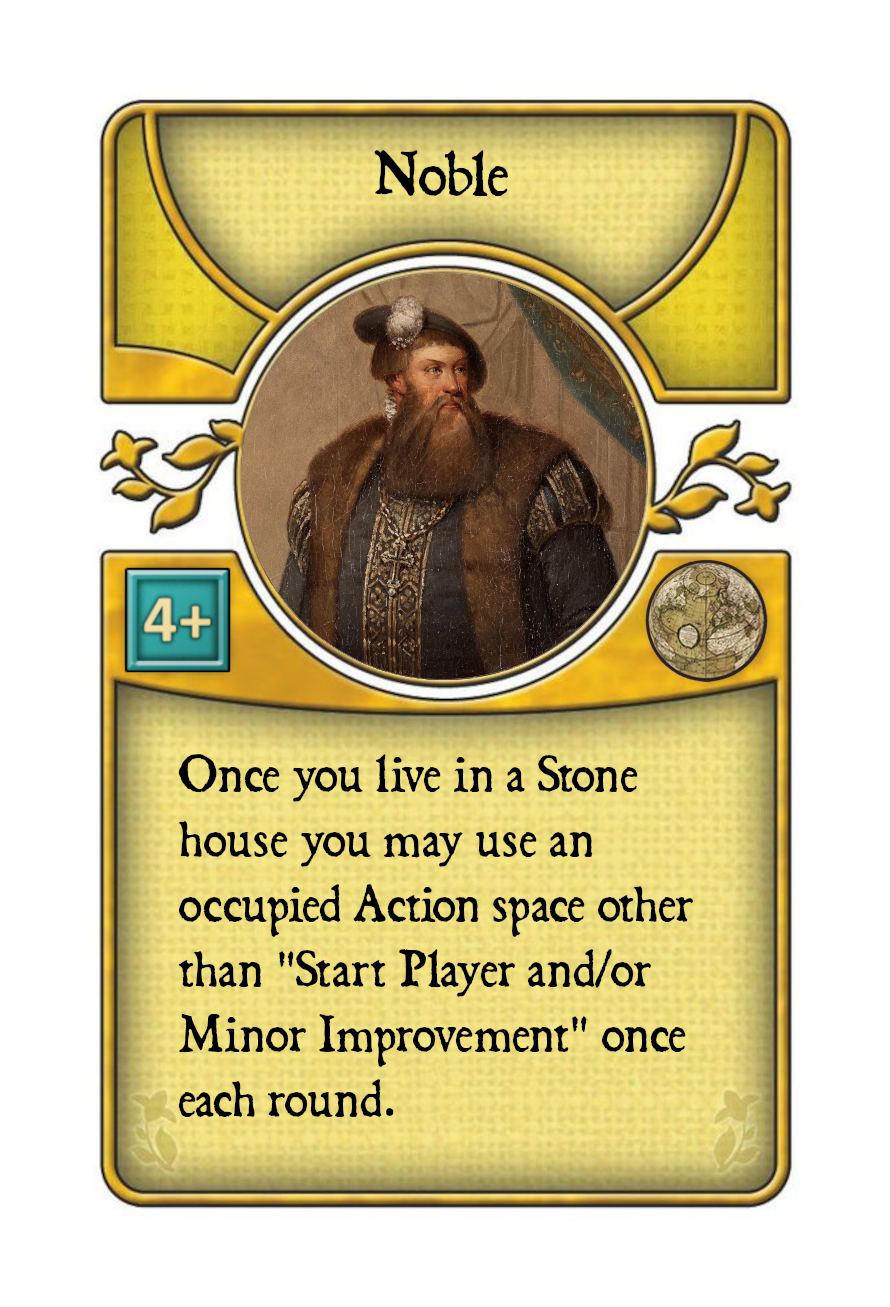 Noble
4+
Once you live in a Stone
house you may use an
occupied Action space other
than "Start Player and/or
Minor Improvement" once
each round.